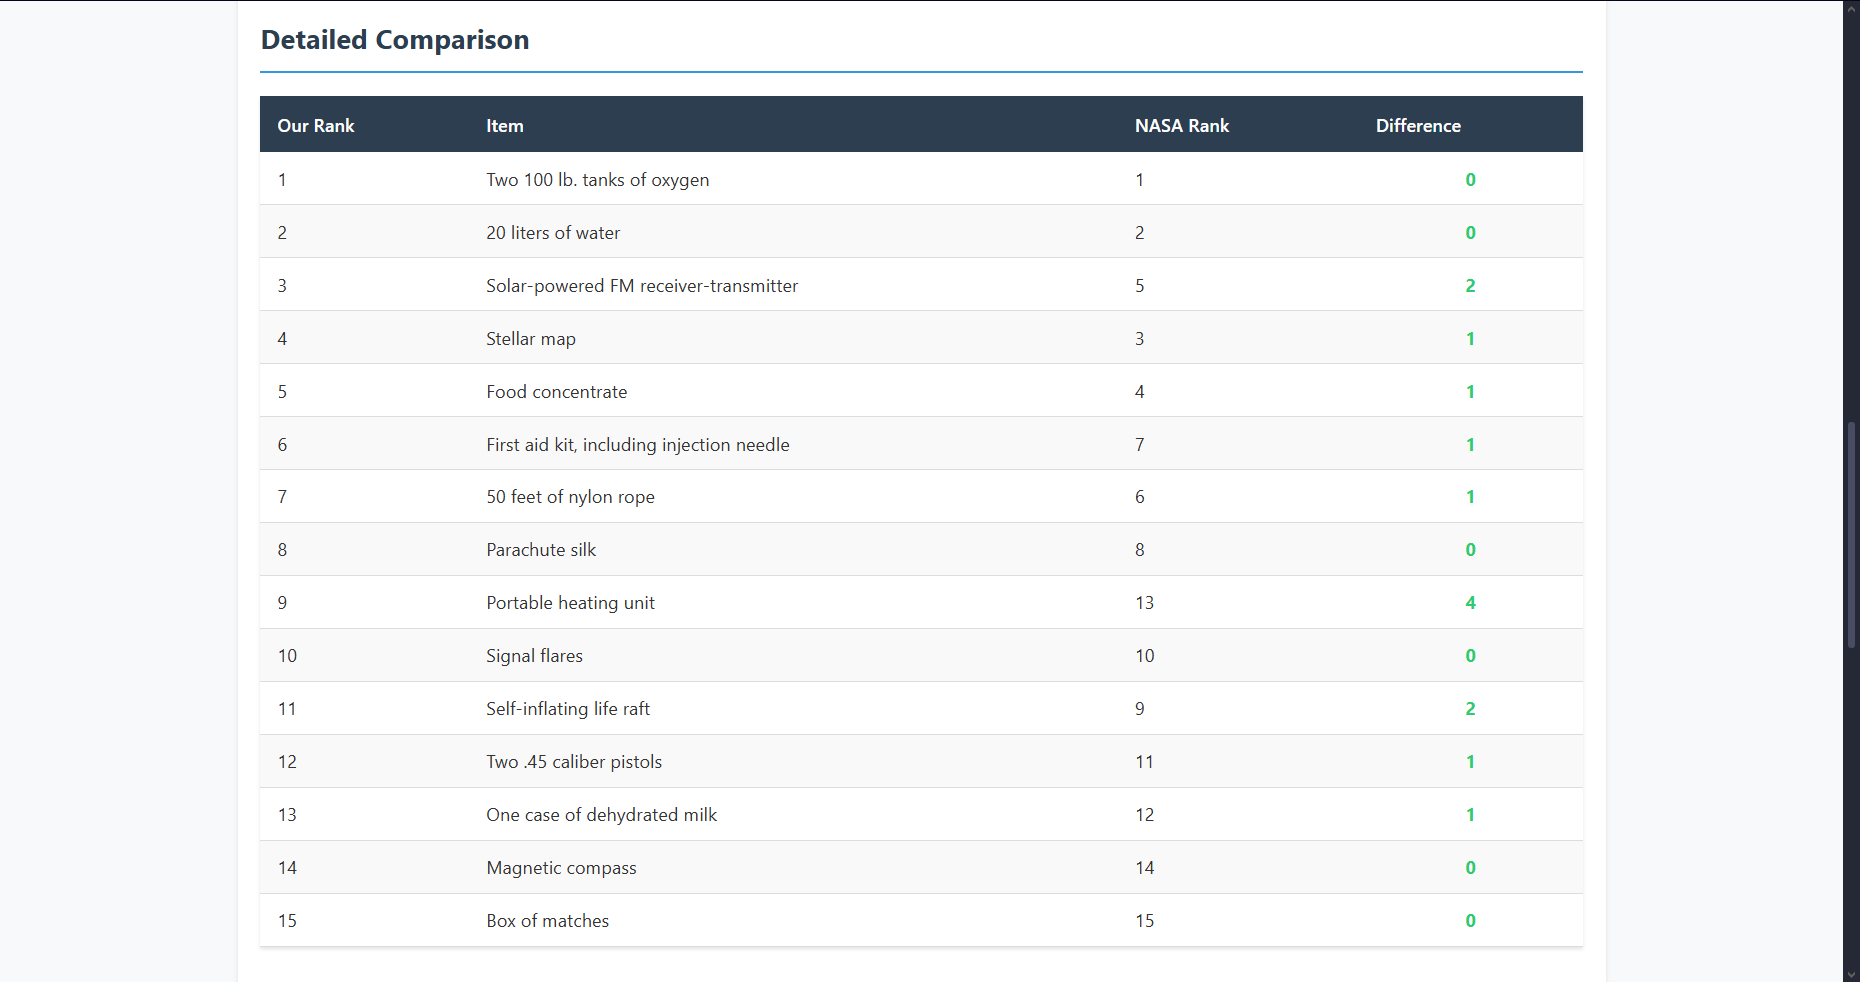 Detailed Comparison
Our Rank Item NASA Rank Difference
1 Two 100 lb. tanks of oxygen 1 0
2 20 liters of water 2 0
3 Solar-powered FM receiver-transmitter 5 2
4 Stellar map 3 1
5 Food concentrate 4 1
6 First aid kit, including injection needle 7 1
7 50 feet of nylon rope 6 1
8 Parachute silk 8 0
9 Portable heating unit 13 4
10 Signal flares 10 0
11 Self-inflating life raft 9 2
12 Two .45 caliber pistols 11 1
13 One case of dehydrated milk 12 1
14 Magnetic compass 14 0
15 Box of matches 15 0